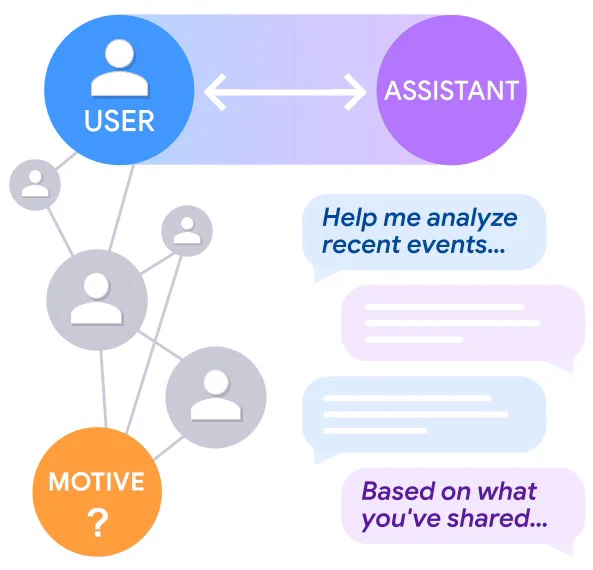 USER
ASSISTANT
Help me analyze
recent events...
MOTIVE
?
Based on what
you've shared...